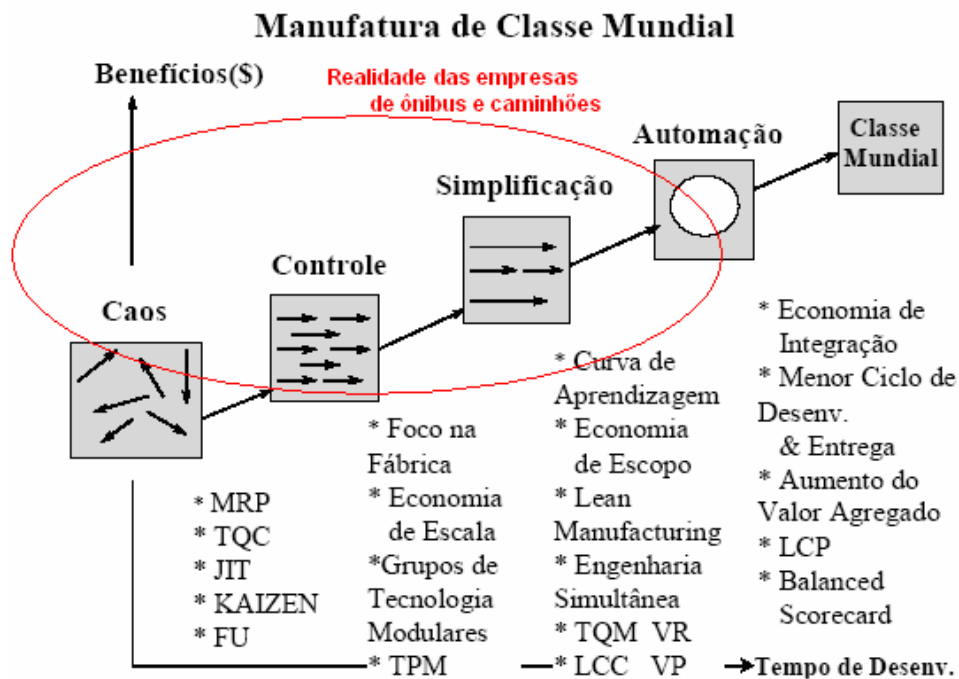 Manufatura de Classe Mundial
Benefícios($)
Realidade das empresas
de ônibus e caminhões
Automação
Classe
Mundial
Simplificação
Controle
Caos
* MRP
* TQC
* JIT
* KAIZEN
* FU
* Foco na
Fábrica
* Economia
de Escala
*Grupos de
Tecnologia
Modulares
* TPM
* Curva de
Aprendizagem
* Economia
de Escopo
* Lean
Manufacturing
* Engenharia
Simultânea
* TQM VR
* LCC VP
* Economia de
Integração
* Menor Ciclo de
Desenv.
& Entrega
* Aumento do
Valor Agregado
* LCP
* Balanced
Scorecard
Tempo de Desenv.